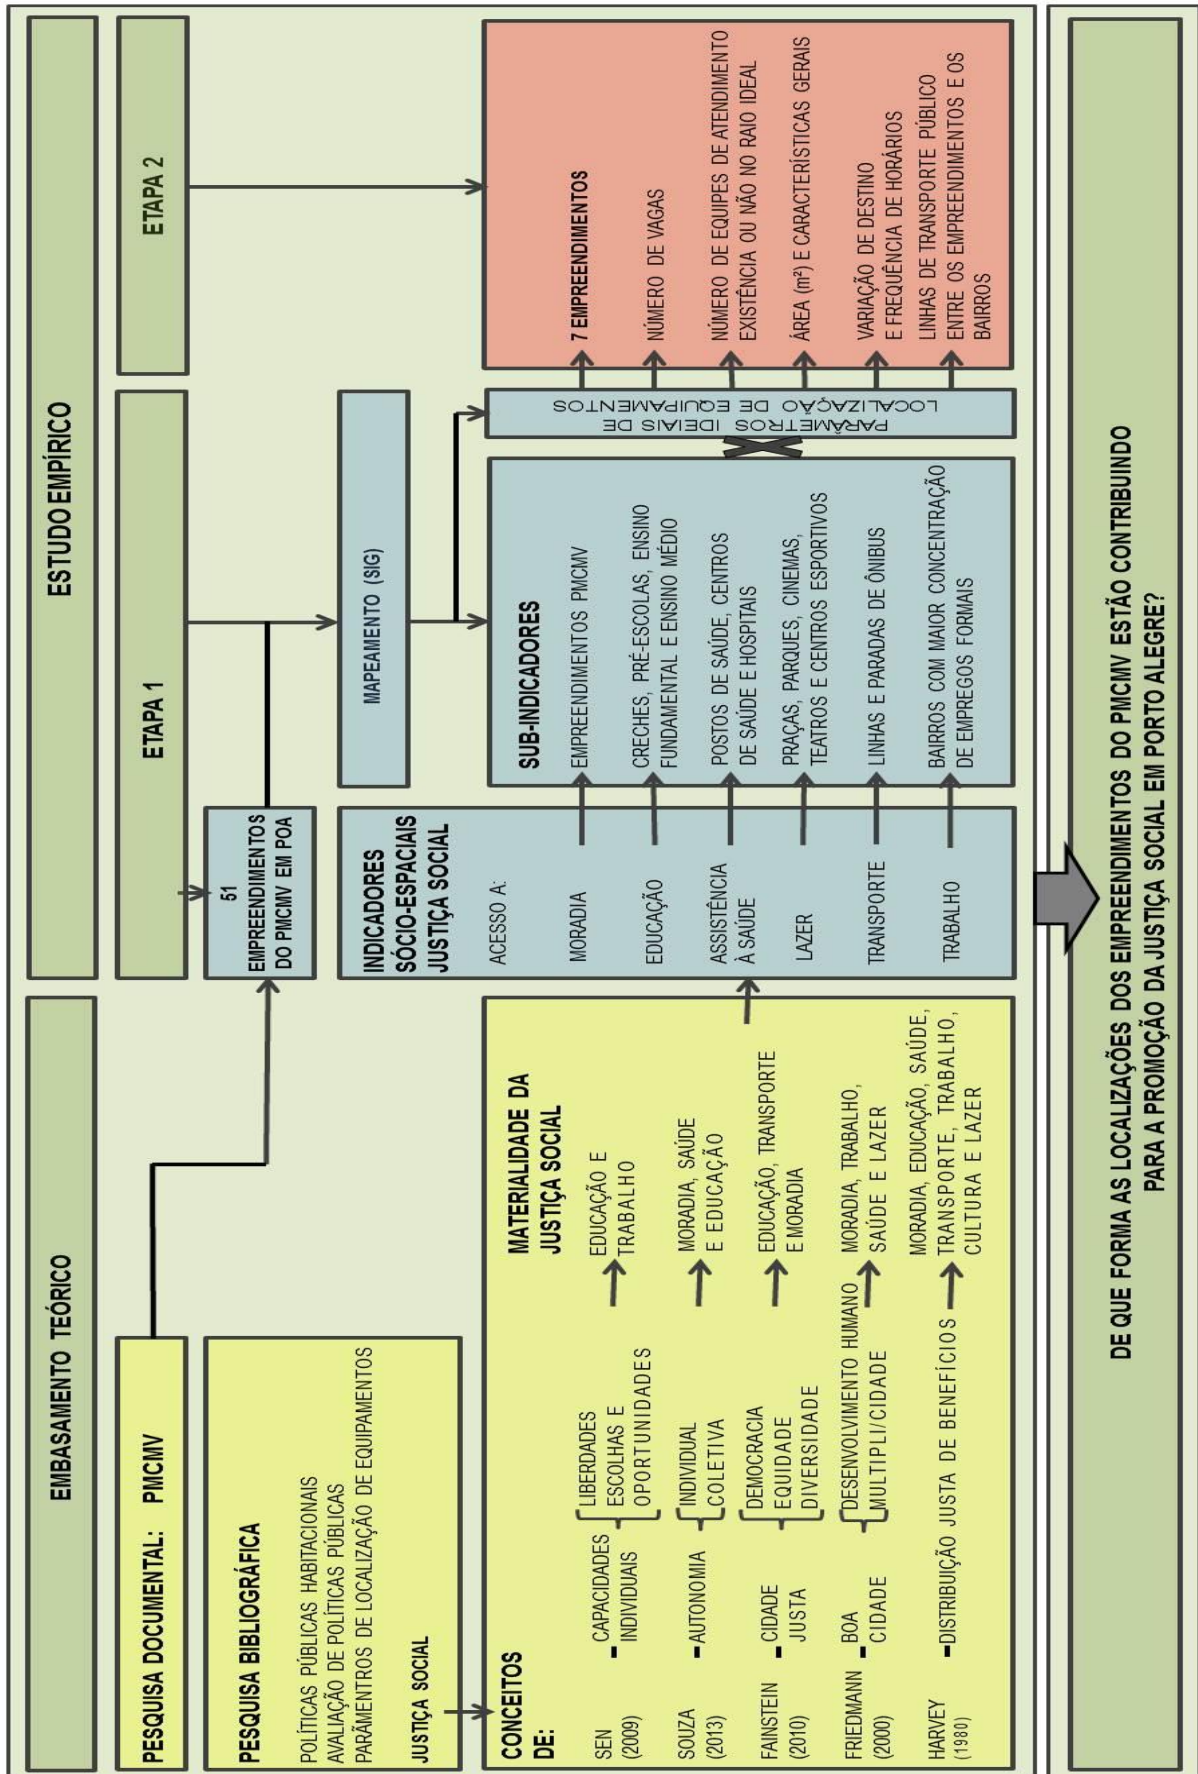 EMBASAMENTO TEÓRICO
PESQUISA DOCUMENTAL: PMCMV
PESQUISA BIBLIOGRÁFICA
POLÍTICAS PÚBLICAS HABITACIONAIS
AVALIAÇÃO DE POLÍTICAS PÚBLICAS
PARÂMENTROS DE LOCALIZAÇÃO DE EQUIPAMENTOS
JUSTIÇA SOCIAL
CONCEITOS
DE:
MATERIALIDADE DA
JUSTIÇA SOCIAL
SEN
(2009)
CAPACIDADES
INDIVIDUAIS
LIBERDADES
ESCOLHAS E
OPORTUNIDADES
EDUCAÇÃO E
TRABALHO
SOUZA
(2013)
AUTONOMIA
INDIVIDUAL
COLETIVA
MORADIA, SAÚDE
E EDUCAÇÃO
FAINSTEIN
(2010)
CIDADE
JUSTA
DEMOCRACIA
EQUIDADE
DIVERSIDADE
EDUCAÇÃO, TRANSPORTE
E MORADIA
FRIEDMANN
(2000)
BOA
CIDADE
DESENVOLVIMENTO HUMANO
MULTIPLI/CIDADE
MORADIA, TRABALHO,
SAÚDE E LAZER
HARVEY
(1980)
DISTRIBUIÇÃO JUSTA DE BENEFÍCIOS
MORADIA, EDUCAÇÃO, SAÚDE,
TRANSPORTE, TRABALHO,
CULTURA E LAZER
ESTUDO EMPÍRICO
ETAPA 1
51
EMPREENDIMENTOS
DO PMCMV EM POA
MAPEAMENTO (SIG)
INDICADORES
SÓCIO-ESPACIAIS
JUSTIÇA SOCIAL
ACESSO A:
MORADIA
EDUCAÇÃO
ASSISTÊNCIA
À SAÚDE
LAZER
TRANSPORTE
TRABALHO
SUB-INDICADORES
EMPREENDIMENTOS PMCMV
CRECHES, PRÉ-ESCOLAS, ENSINO
FUNDAMENTAL E ENSINO MÉDIO
POSTOS DE SAÚDE, CENTROS
DE SAÚDE E HOSPITAIS
PRAÇAS, PARQUES, CINEMAS,
TEATROS E CENTROS ESPORTIVOS
LINHAS E PARADAS DE ÔNIBUS
BAIRROS COM MAIOR CONCENTRAÇÃO
DE EMPREGOS FORMAIS
PARÂMETROS IDEIAIS DE
LOCALIZAÇÃO DE EQUIPAMENTOS
ETAPA 2
7 EMPREENDIMENTOS
NÚMERO DE VAGAS
NÚMERO DE EQUIPES DE ATENDIMENTO
EXISTÊNCIA OU NÃO NO RAIO IDEAL
ÁREA (m²) E CARACTERÍSTICAS GERAIS
VARIAÇÃO DE DESTINO
E FREQUÊNCIA DE HORÁRIOS
LINHAS DE TRANSPORTE PÚBLICO
ENTRE OS EMPREENDIMENTOS E OS
BAIRROS
DE QUE FORMA AS LOCALIZAÇÕES DOS EMPREENDIMENTOS DO PMCMV ESTÃO CONTRIBUINDO
PARA A PROMOÇÃO DA JUSTIÇA SOCIAL EM PORTO ALEGRE?